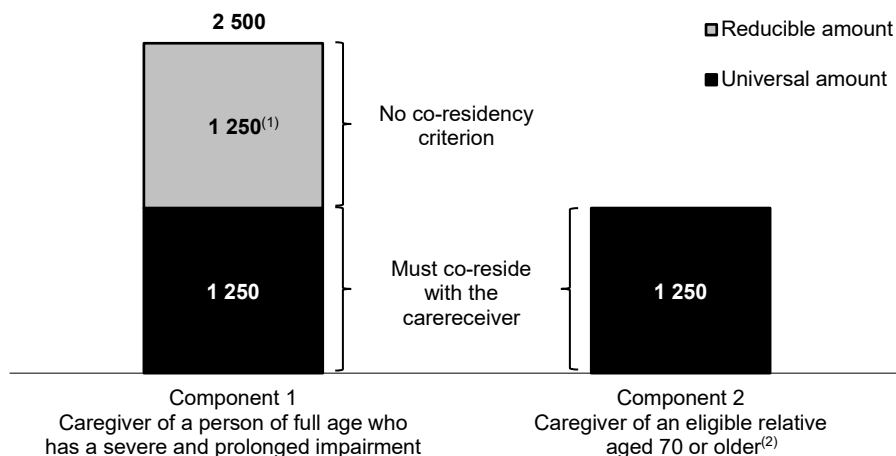 2 500
Reducible amount
Universal amount
1 250(1)
No co-residency
criterion
1 250
Must co-reside
with the
carereceiver
1 250
Component 1
Caregiver of a person of full age who
has a severe and prolonged impairment
Component 2
Caregiver of an eligible relative
aged 70 or older(2)